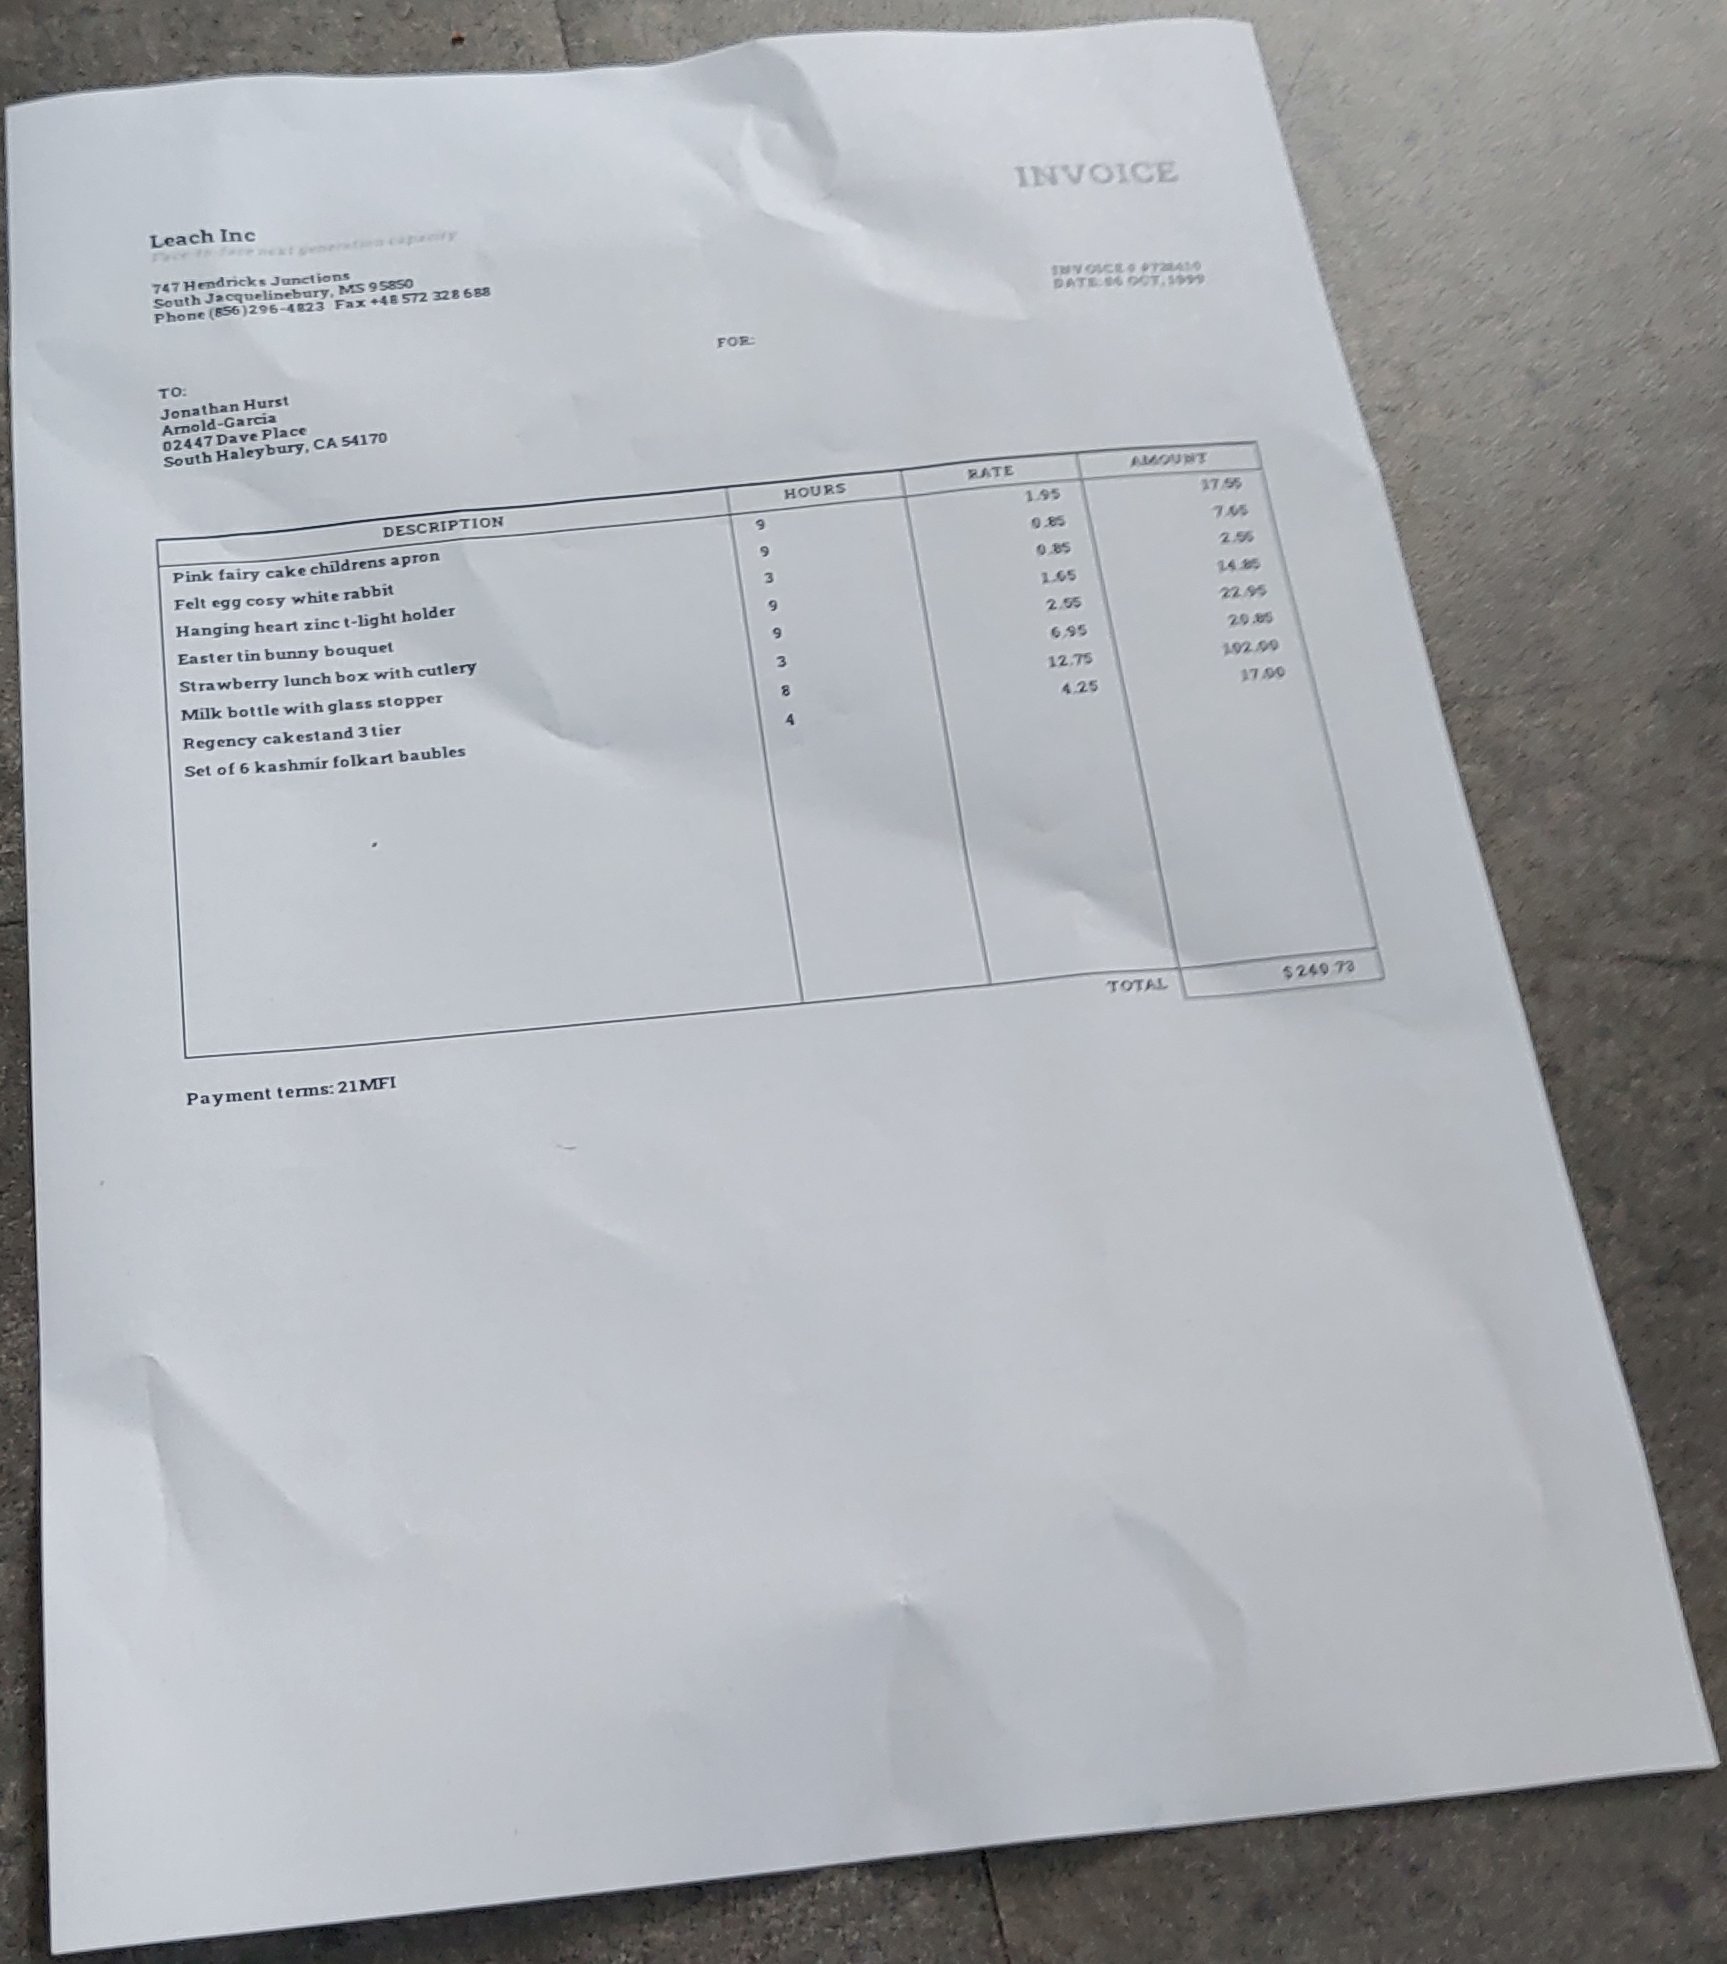 INVOICE
Leach Inc
Face-to-face next generation capacity
747 Hendricks Junctions
South Jacquelinebury, MS 95850
Phone (856)296-4823 Fax +48 572 328 688
INVOICE #
DATE: OCT, 1999
FOR:
TO:
Jonathan Hurst
Arnold-Garcia
02447 Dave Place
South Haleybury, CA 54170
DESCRIPTION HOURS RATE AMOUNT
Pink fairy cake childrens apron 9 1.95 17.55
Felt egg cosy white rabbit 9 0.85 7.65
Hanging heart zinc t-light holder 3 0.85 2.55
Easter tin bunny bouquet 9 1.65 14.85
Strawberry lunch box with cutlery 9 2.55 22.95
Milk bottle with glass stopper 3 6.95 20.85
Regency cakestand 3 tier 8 12.75 102.00
Set of 6 kashmir folkart baubles 4 4.25 17.00
TOTAL
Payment terms: 21MFI